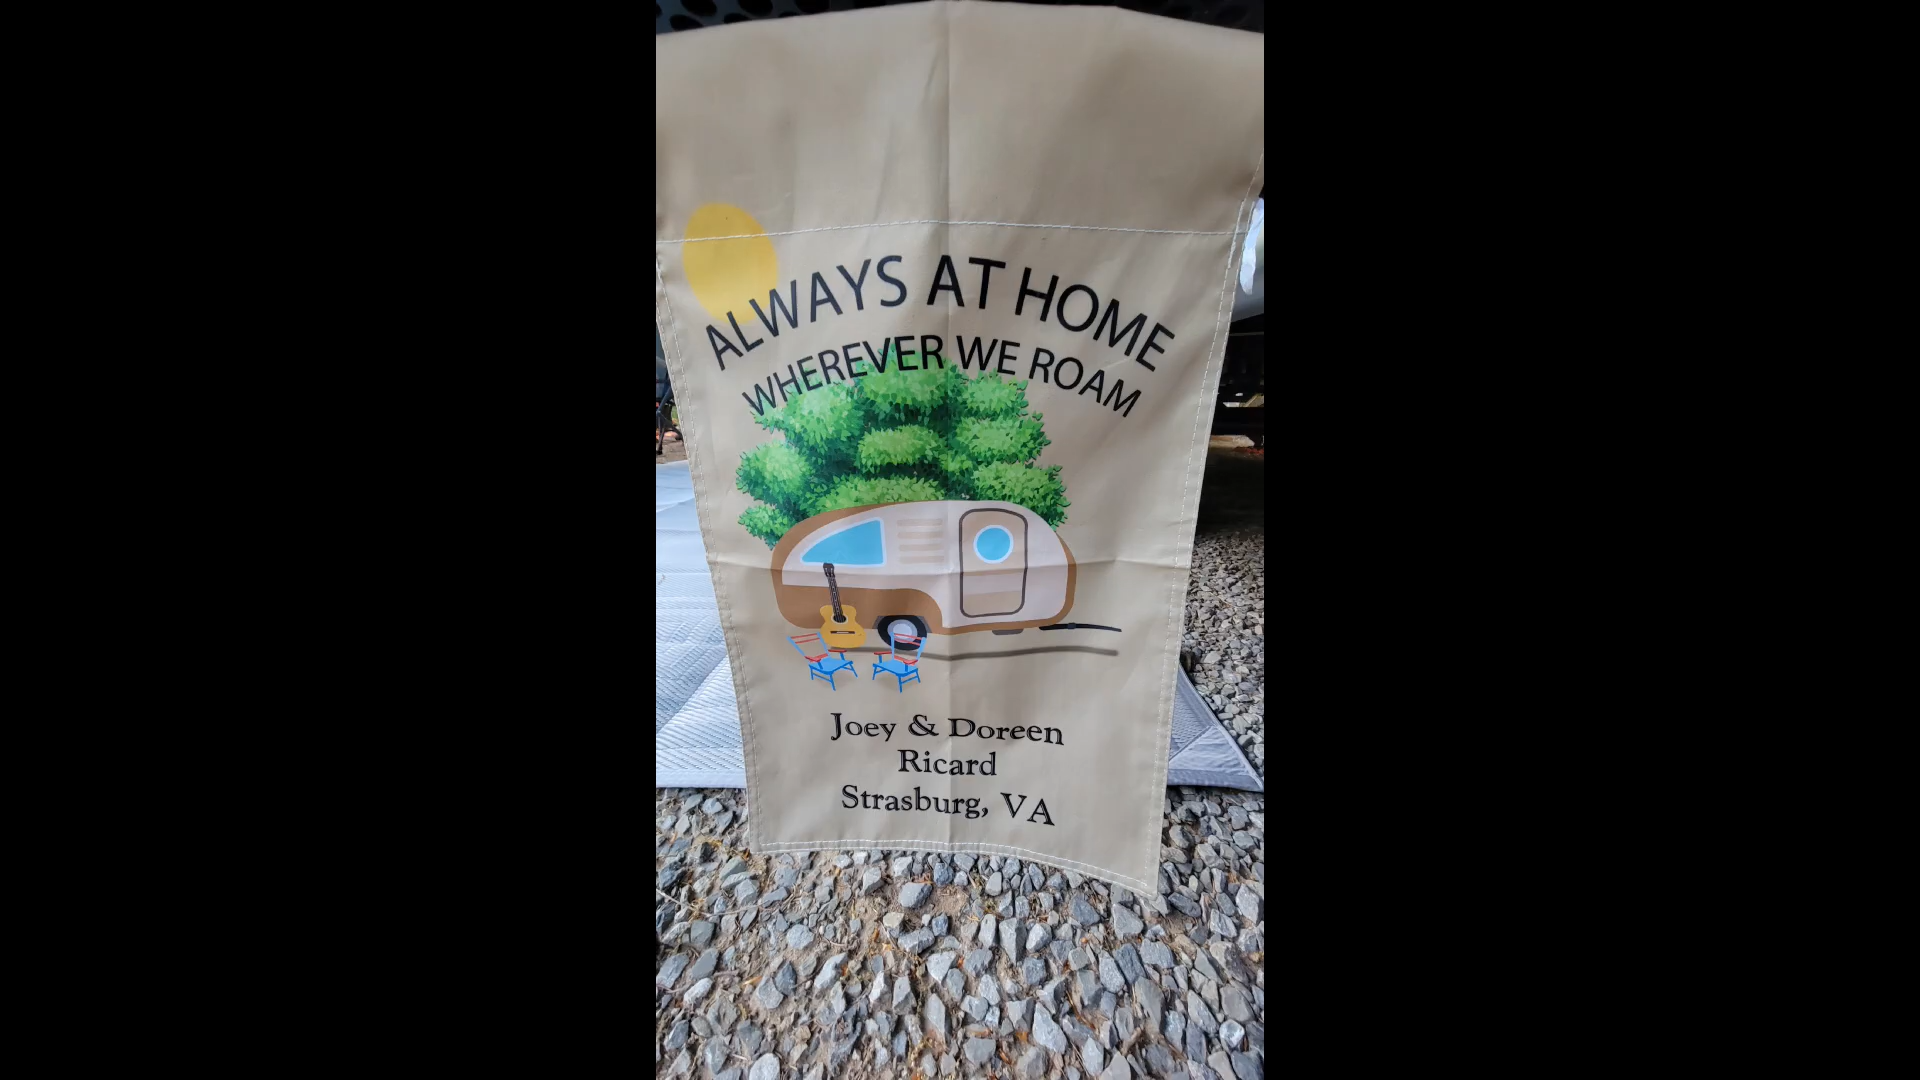 ALWAYS AT HOME
WHEREVER WE ROAM
Joey & Doreen
Ricard
Strasburg, VA